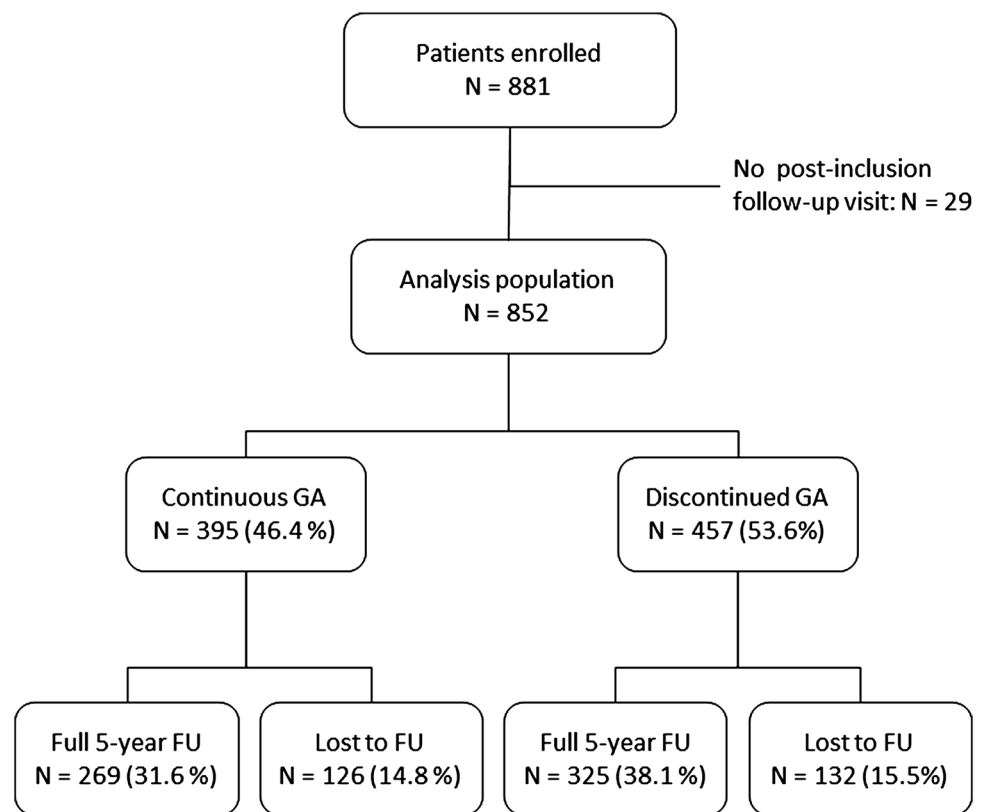 Patients enrolled
N = 881
No post-inclusion
follow-up visit: N = 29
Analysis population
N = 852
Continuous GA
N = 395 (46.4 %)
Discontinued GA
N = 457 (53.6%)
Full 5-year FU
N = 269 (31.6 %)
Lost to FU
N = 126 (14.8 %)
Full 5-year FU
N = 325 (38.1 %)
Lost to FU
N = 132 (15.5%)